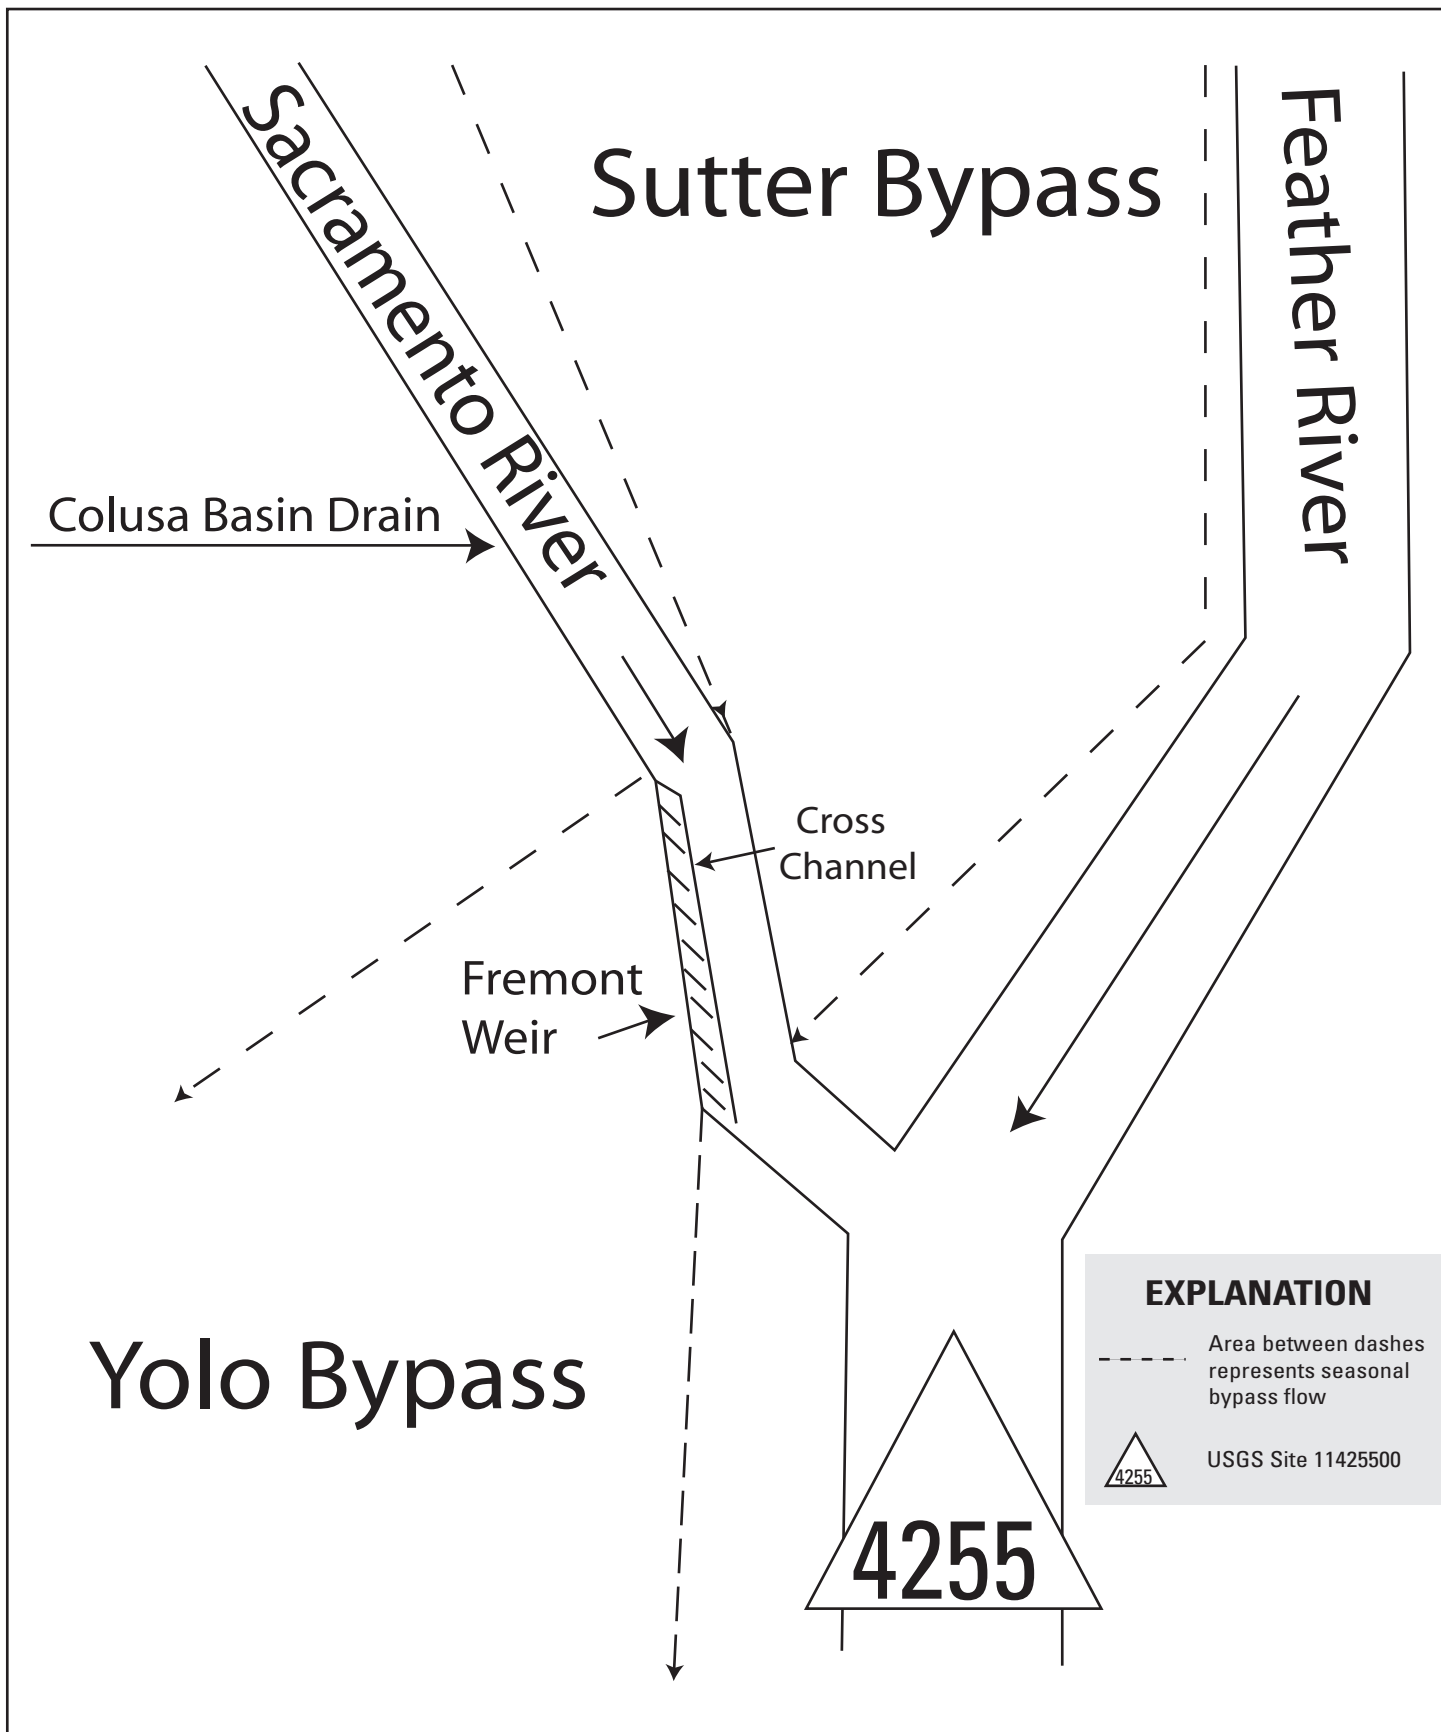 Sacramento River
Sutter Bypass
Feather River
Colusa Basin Drain
Cross
Channel
Fremont
Weir
Yolo Bypass
EXPLANATION
Area between dashes
represents seasonal
bypass flow
4255
USGS Site 11425500
4255